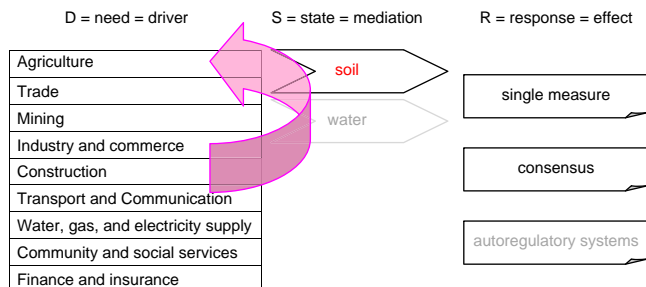 D = need = driver
S = state = mediation
R = response = effect
Agriculture
Trade
Mining
Industry and commerce
Construction
Transport and Communication
Water, gas, and electricity supply
Community and social services
Finance and insurance
soil
water
single measure
consensus
autoregulatory systems